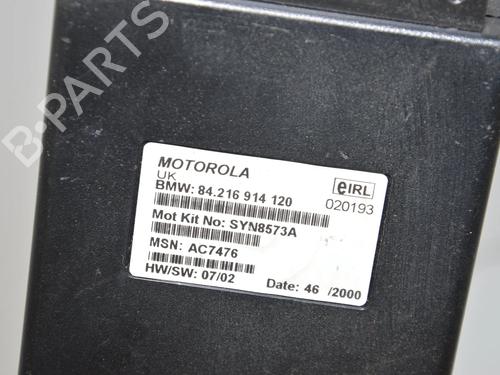 B-PARTS
MOTOROLA
UK
BMW: 84.216 914 120
eIRL
020193
Mot Kit No: SYN8573A
MSN: AC7476
HW/SW: 07/02
Date: 46 /2000